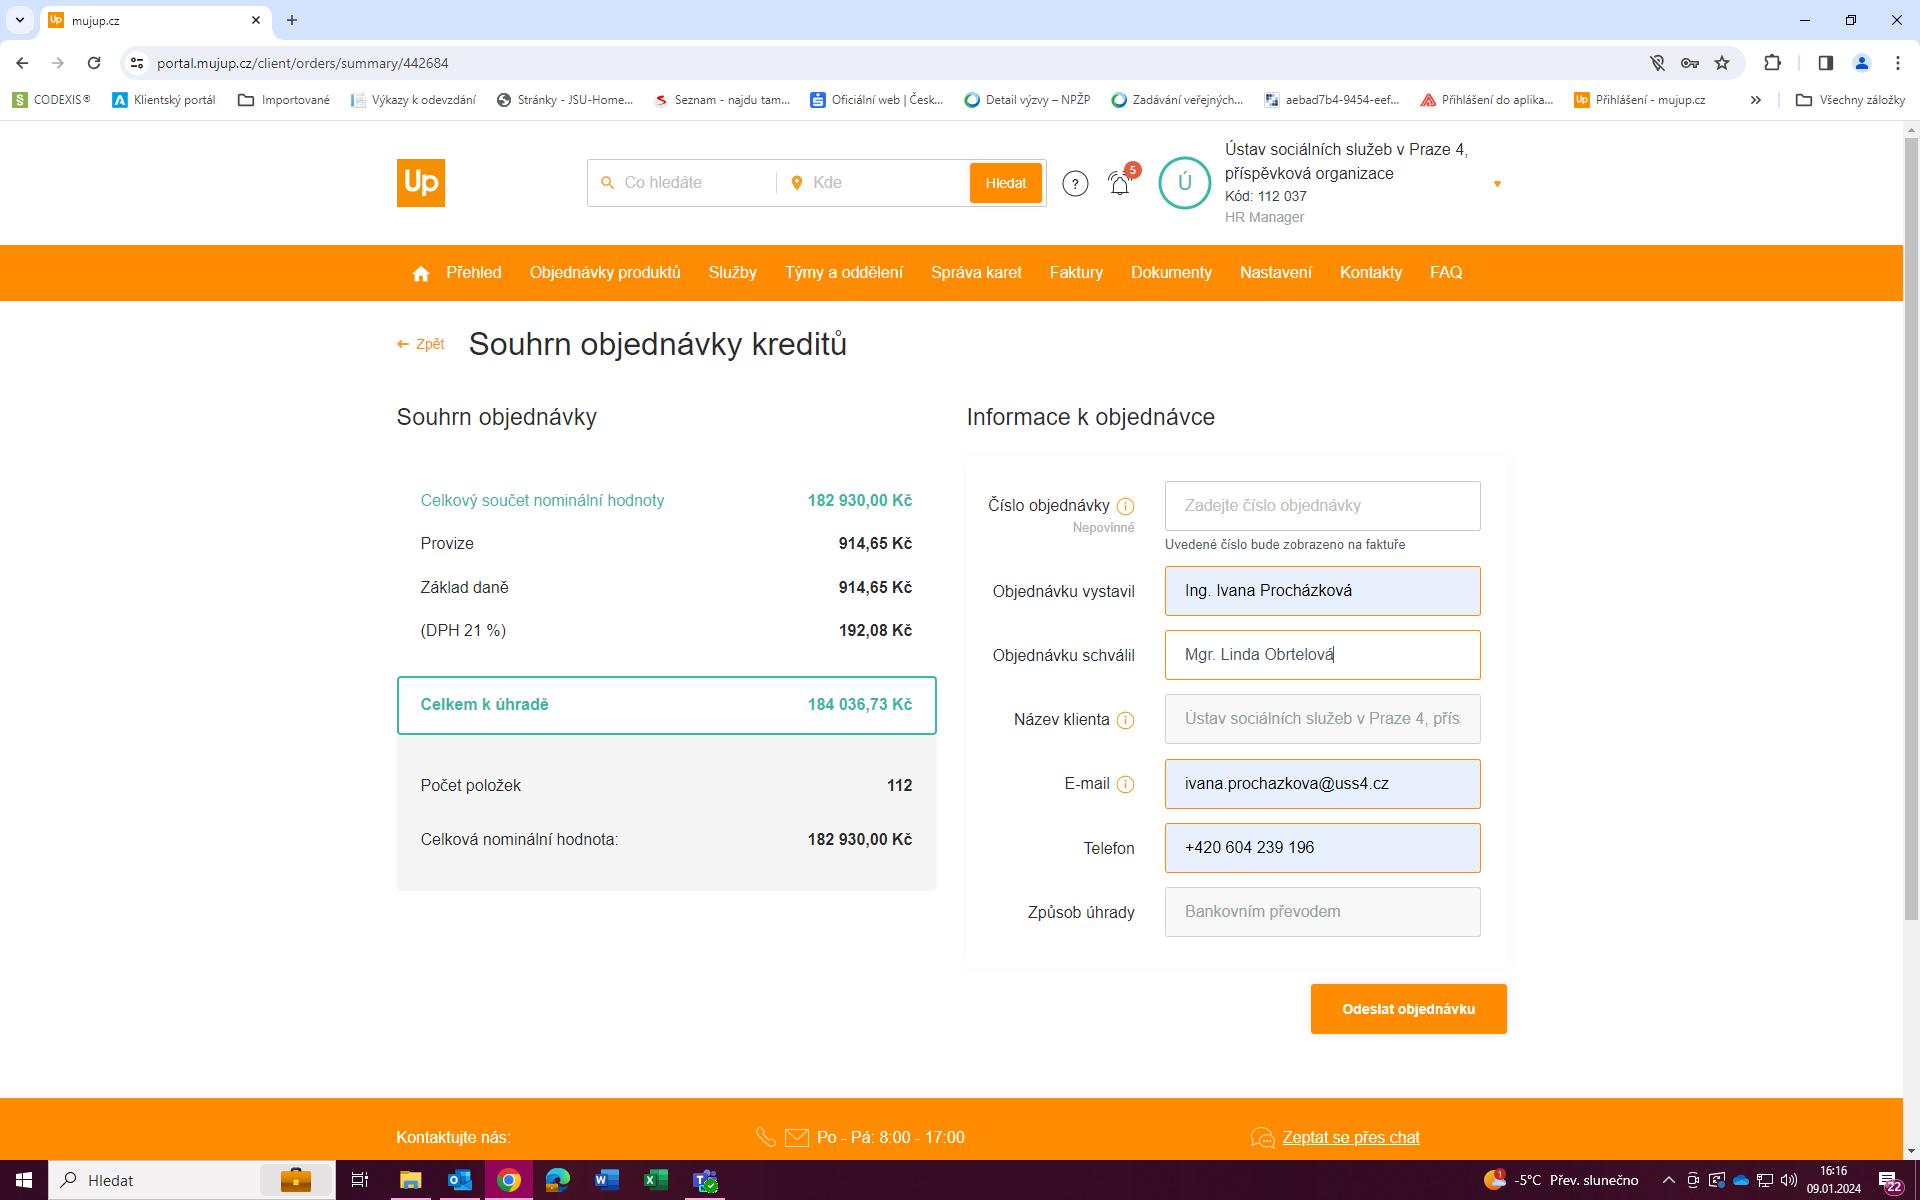 mujup.cz
portal.mujup.cz/client/orders/summary/442684
CODEXIS®
Klientský portál
Importované
Výkazy k odevzdání
Stránky - JSU-Home...
Seznam - najdu tam...
Oficiální web | Česk...
Detail výzvy – NPŽP
Zadávání veřejných...
aebad7b4-9454-eef...
Přihlášení do aplika...
Přihlášení - mujup.cz
Všechny záložky
Up
Co hledáte
Kde
Hledat
?
5
Ú
Ústav sociálních služeb v Praze 4,
příspěvková organizace
Kód: 112 037
HR Manager
Přehled
Objednávky produktů
Služby
Týmy a oddělení
Správa karet
Faktury
Dokumenty
Nastavení
Kontakty
FAQ
Zpět
Souhrn objednávky kreditů
Souhrn objednávky
Celkový součet nominální hodnoty 182 930,00 Kč
Provize 914,65 Kč
Základ daně 914,65 Kč
(DPH 21 %) 192,08 Kč
Celkem k úhradě 184 036,73 Kč
Počet položek 112
Celková nominální hodnota: 182 930,00 Kč
Informace k objednávce
Číslo objednávky Zadejte číslo objednávky
Nepovinné
Uvedené číslo bude zobrazeno na faktuře
Objednávku vystavil Ing. Ivana Procházková
Objednávku schválil Mgr. Linda Obrtelová
Název klienta Ústav sociálních služeb v Praze 4, přís
E-mail ivana.prochazkova@uss4.cz
Telefon +420 604 239 196
Způsob úhrady Bankovním převodem
Odeslat objednávku
Kontaktujte nás:
Po - Pá: 8:00 - 17:00
Zeptat se přes chat
Hledat
1
-5°C Přev. slunečno
16:16
09.01.2024
22